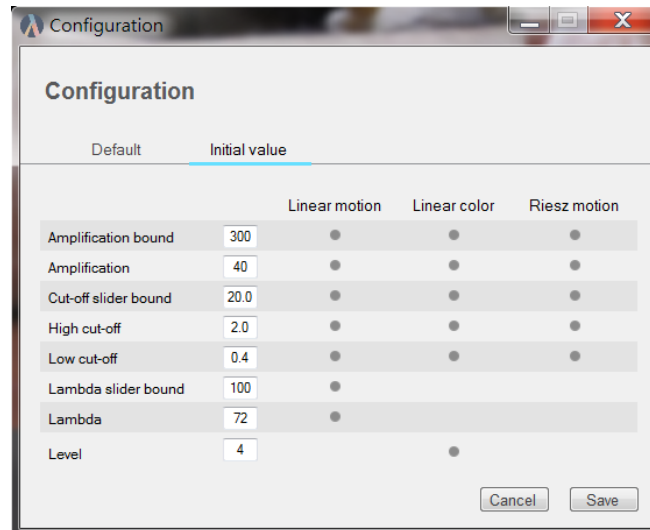 Configuration
Configuration
Default Initial value
Linear motion Linear color Riesz motion
Amplification bound 300
Amplification 40
Cut-off slider bound 20.0
High cut-off 2.0
Low cut-off 0.4
Lambda slider bound 100
Lambda 72
Level 4
Cancel Save